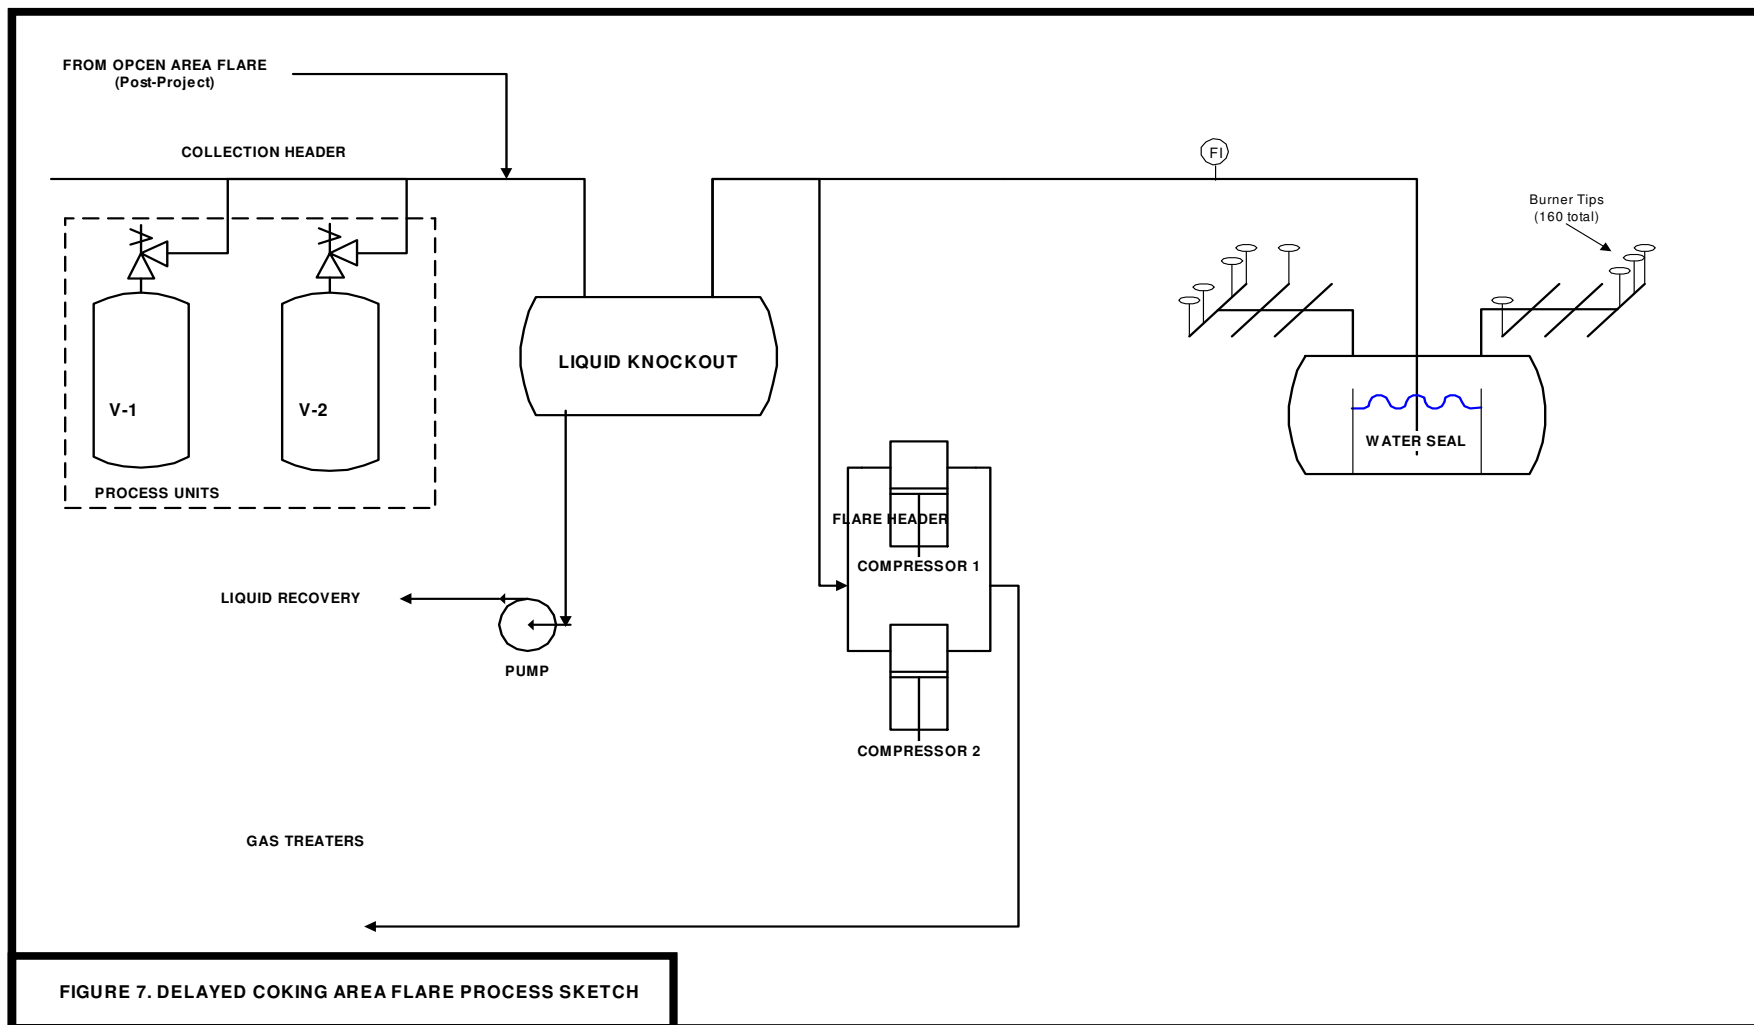 FROM OPCEN AREA FLARE
(Post-Project)
COLLECTION HEADER
FI
Burner Tips
(160 total)
LIQUID KNOCKOUT
V-1
V-2
WATER SEAL
PROCESS UNITS
FLARE HEADER
COMPRESSOR 1
LIQUID RECOVERY
PUMP
COMPRESSOR 2
GAS TREATERS
FIGURE 7. DELAYED COKING AREA FLARE PROCESS SKETCH